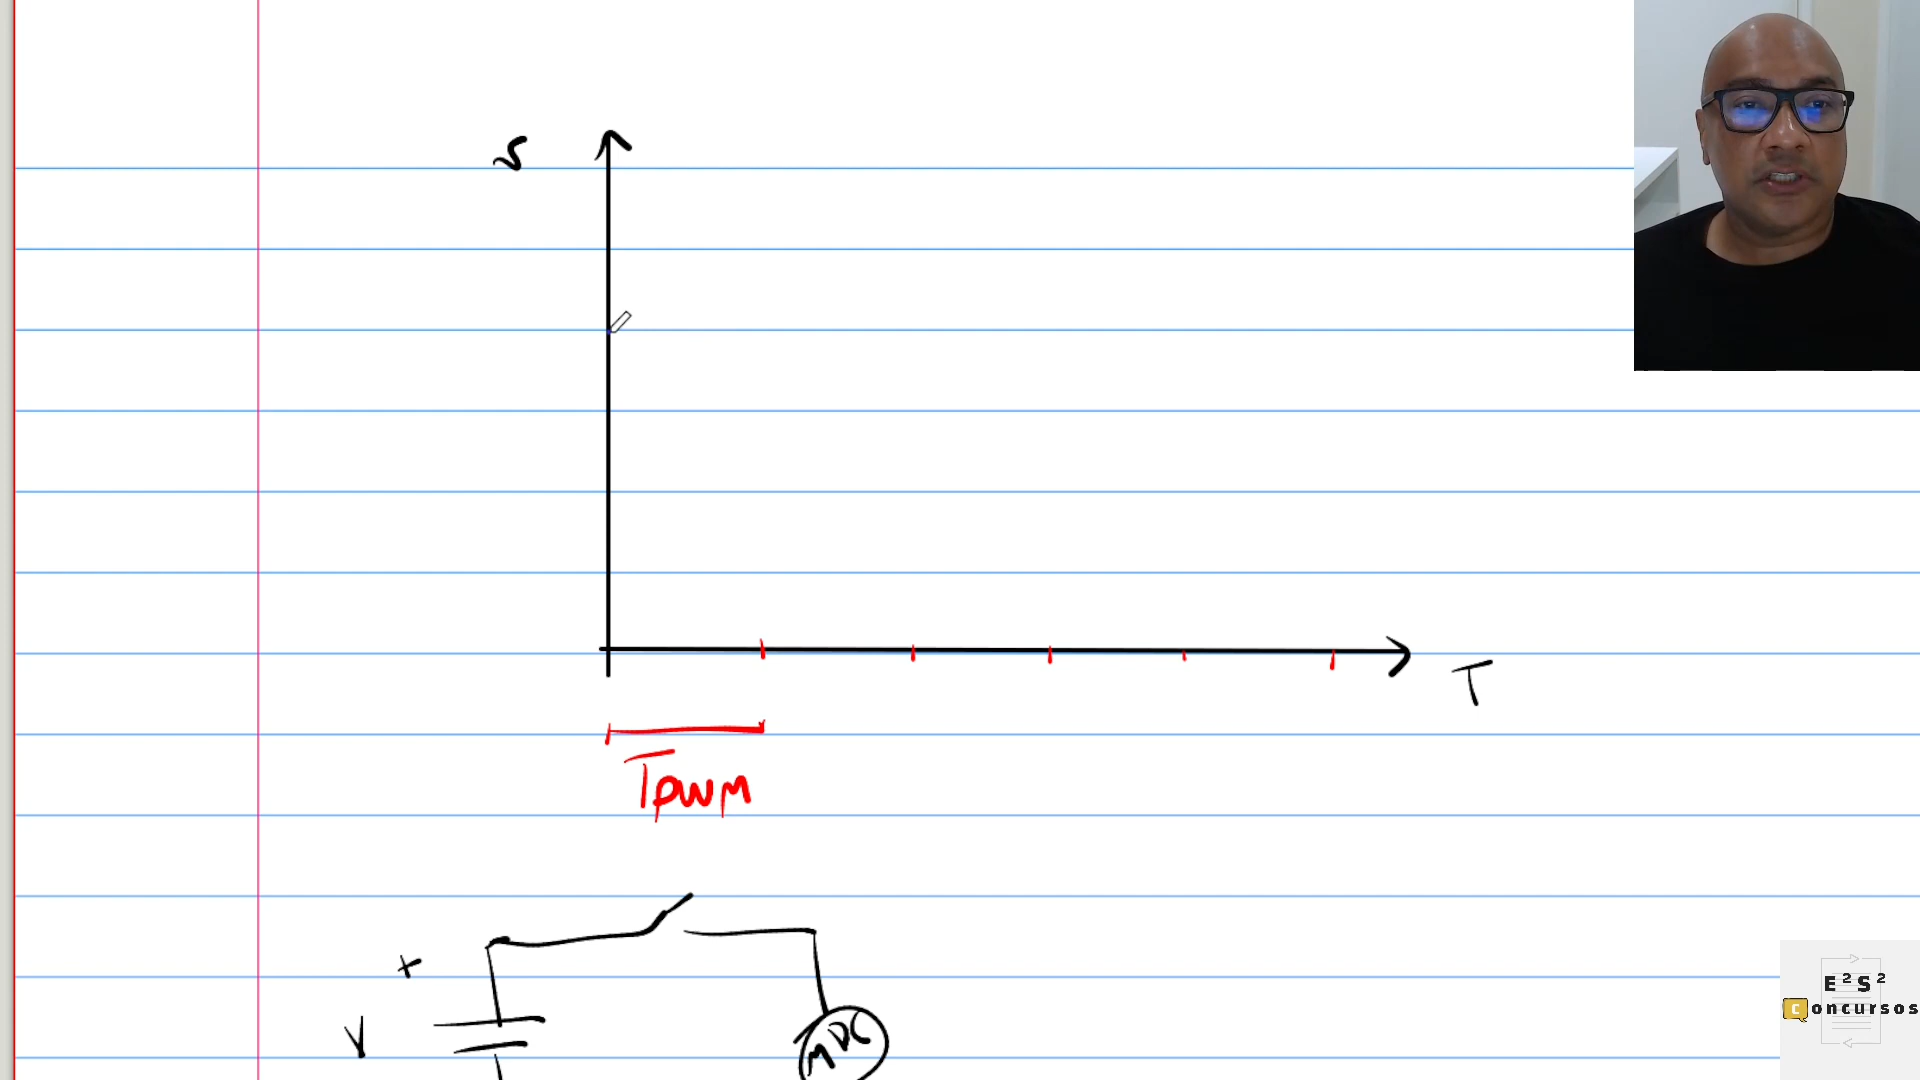 v
T
TPWM
+
V
MDC
E²S²
Concursos